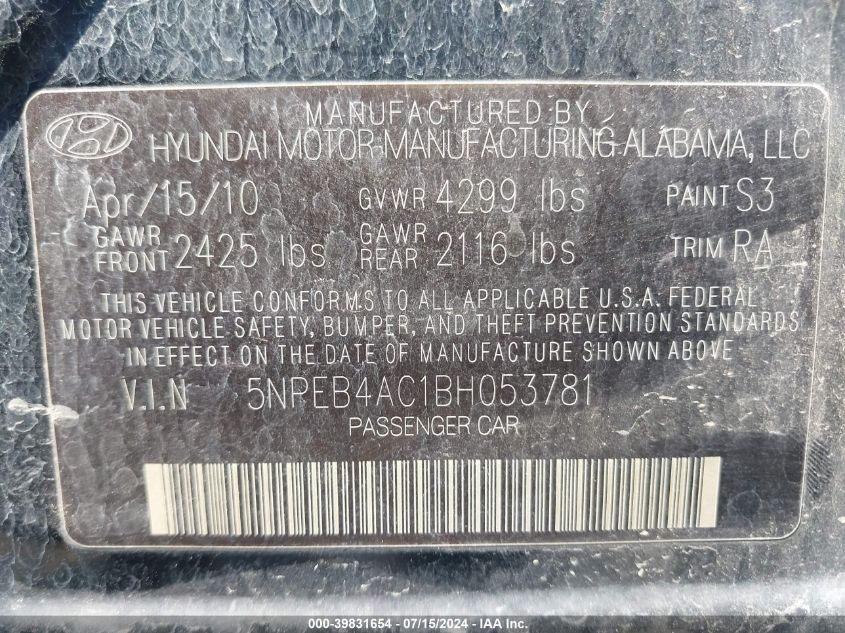 MANUFACTURED BY
HYUNDAI MOTOR MANUFACTURING ALABAMA, LLC
Apr/15/10 GVWR 4299 lbs PAINT S3
GAWR FRONT 2425 lbs GAWR REAR 2116 lbs TRIM RA
THIS VEHICLE CONFORMS TO ALL APPLICABLE U.S.A. FEDERAL
MOTOR VEHICLE SAFETY, BUMPER, AND THEFT PREVENTION STANDARDS
IN EFFECT ON THE DATE OF MANUFACTURE SHOWN ABOVE
V.I.N 5NPEB4AC1BH053781
PASSENGER CAR
000-39831654 - 07/15/2024 - IAA Inc.